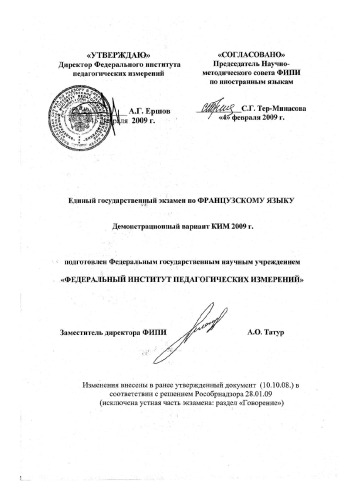 «УТВЕРЖДАЮ»
Директор Федерального института
педагогических измерений
А.Г. Ершов
февраля 2009 г.
«СОГЛАСОВАНО»
Председатель Научно-
методического совета ФИПИ
по иностранным языкам
С.Г. Тер-Минасова
«4» февраля 2009 г.
Единый государственный экзамен по ФРАНЦУЗСКОМУ ЯЗЫКУ
Демонстрационный вариант КИМ 2009 г.
подготовлен Федеральным государственным научным учреждением
«ФЕДЕРАЛЬНЫЙ ИНСТИТУТ ПЕДАГОГИЧЕСКИХ ИЗМЕРЕНИЙ»
Заместитель директора ФИПИ
А.О. Татур
Изменения внесены в ранее утвержденный документ (10.10.08.) в
соответствии с решением Рособрнадзора 28.01.09
(исключена устная часть экзамена: раздел «Говорение»)